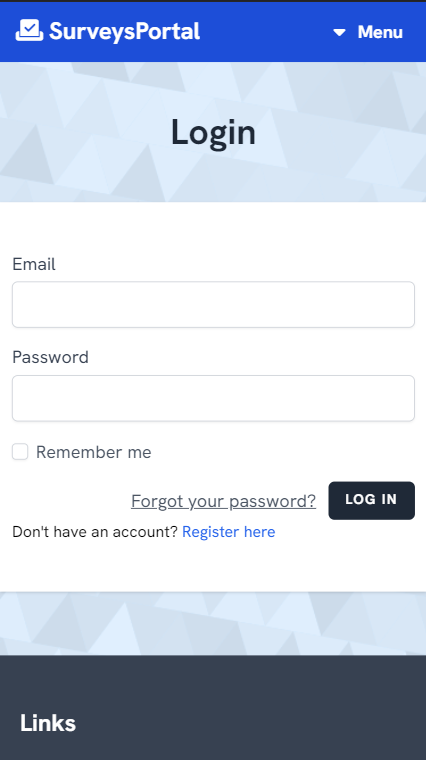 SurveysPortal Menu
Login
Email
Password
Remember me
Forgot your password? LOG IN
Don't have an account? Register here
Links